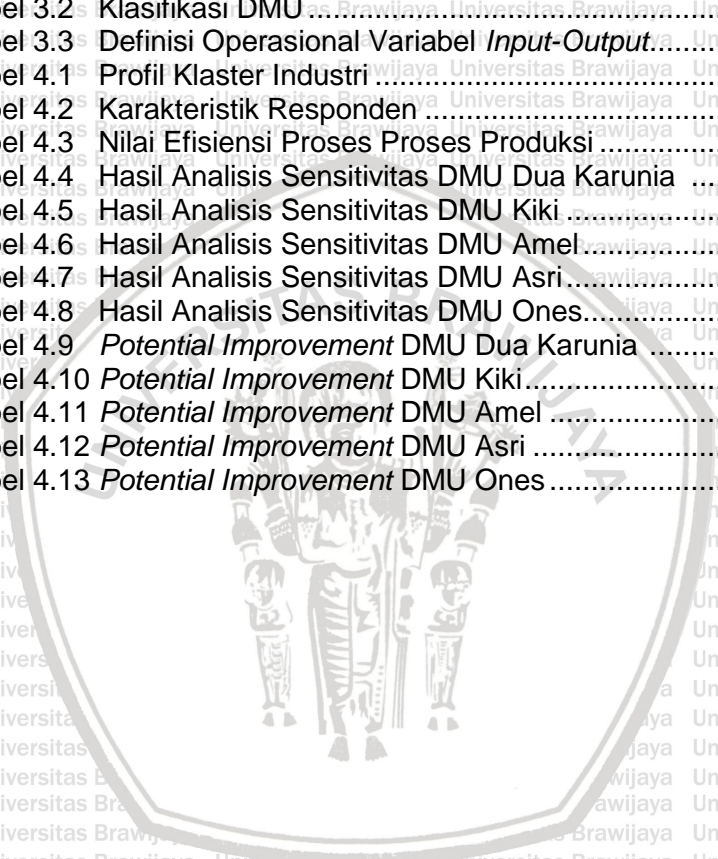 bel 3.2 Klasifikasi DMU ....................................................
bel 3.3 Definisi Operasional Variabel Input-Output........
bel 4.1 Profil Klaster Industri ............................................
bel 4.2 Karakteristik Responden ....................................
bel 4.3 Nilai Efisiensi Proses Proses Produksi ..............
bel 4.4 Hasil Analisis Sensitivitas DMU Dua Karunia ...
bel 4.5 Hasil Analisis Sensitivitas DMU Kiki ...................
bel 4.6 Hasil Analisis Sensitivitas DMU Amel.................
bel 4.7 Hasil Analisis Sensitivitas DMU Asri ...................
bel 4.8 Hasil Analisis Sensitivitas DMU Ones.................
bel 4.9 Potential Improvement DMU Dua Karunia .........
bel 4.10 Potential Improvement DMU Kiki.......................
bel 4.11 Potential Improvement DMU Amel ....................
bel 4.12 Potential Improvement DMU Asri ......................
bel 4.13 Potential Improvement DMU Ones....................
UNIVERSITAS BRAWIJAYA